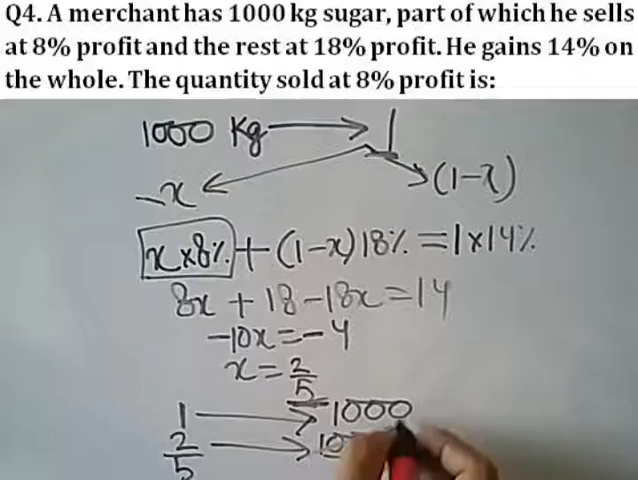 Q4. A merchant has 1000 kg sugar, part of which he sells
at 8% profit and the rest at 18% profit. He gains 14% on
the whole. The quantity sold at 8% profit is:
1000 Kg → 1
x ← → (1-x)
x×8% + (1-x)18% = 1×14%
8x + 18-18x = 14
-10x = -4
x = 2/5
1 → 1000
2/5 → 10